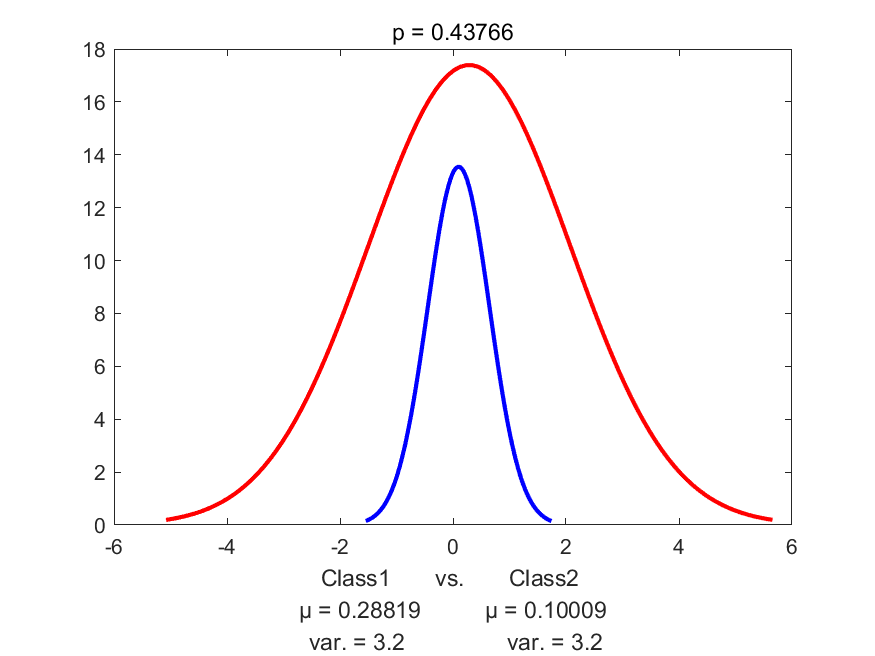 p = 0.43766
18
16
14
12
10
8
6
4
2
0
-6 -4 -2 0 2 4 6
Class1 vs. Class2
μ = 0.28819 μ = 0.10009
var. = 3.2 var. = 3.2